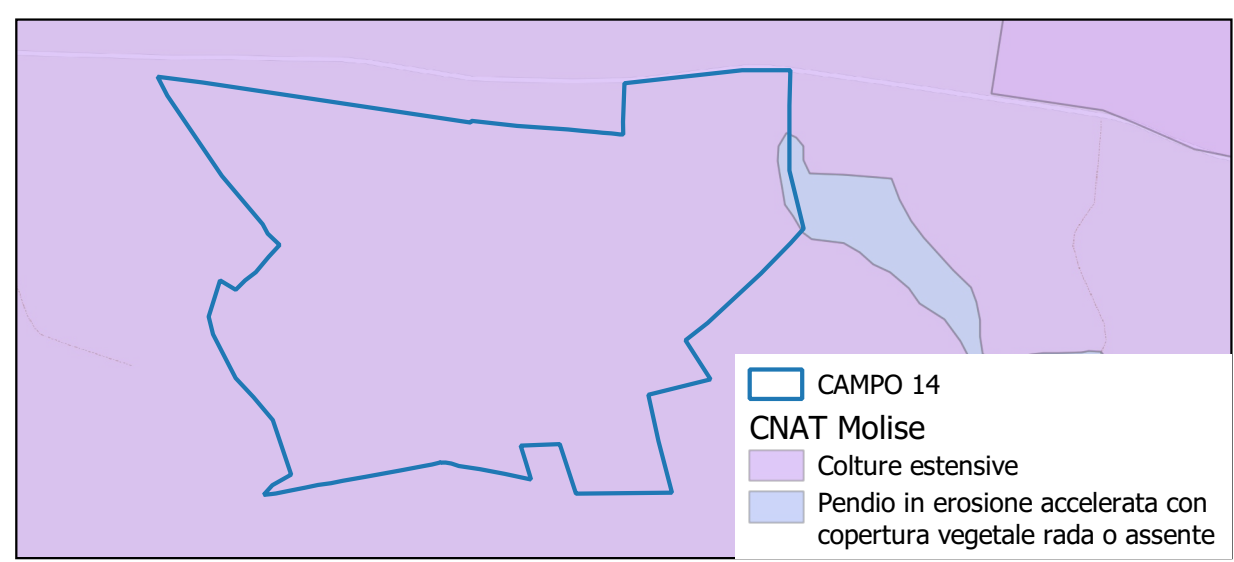 CAMPO 14
CNAT Molise
Colture estensive
Pendio in erosione accelerata con
copertura vegetale rada o assente